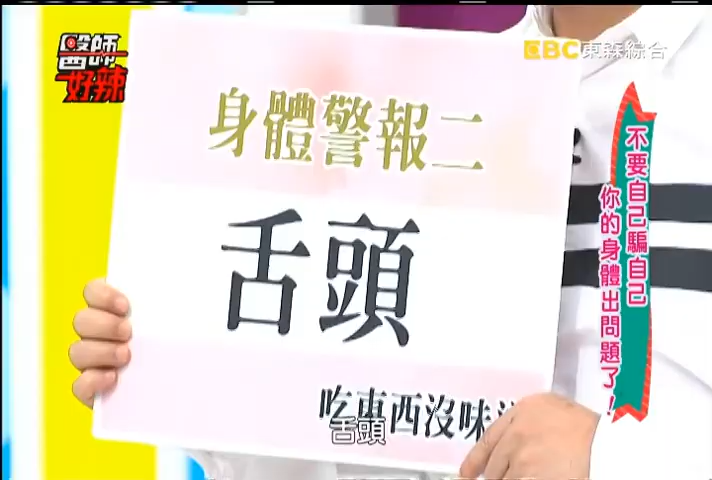 醫師
好辣
EBC東森綜合
身體警報二
舌頭
吃東西沒味
舌頭
不要自己騙自己
你的身體出問題了！